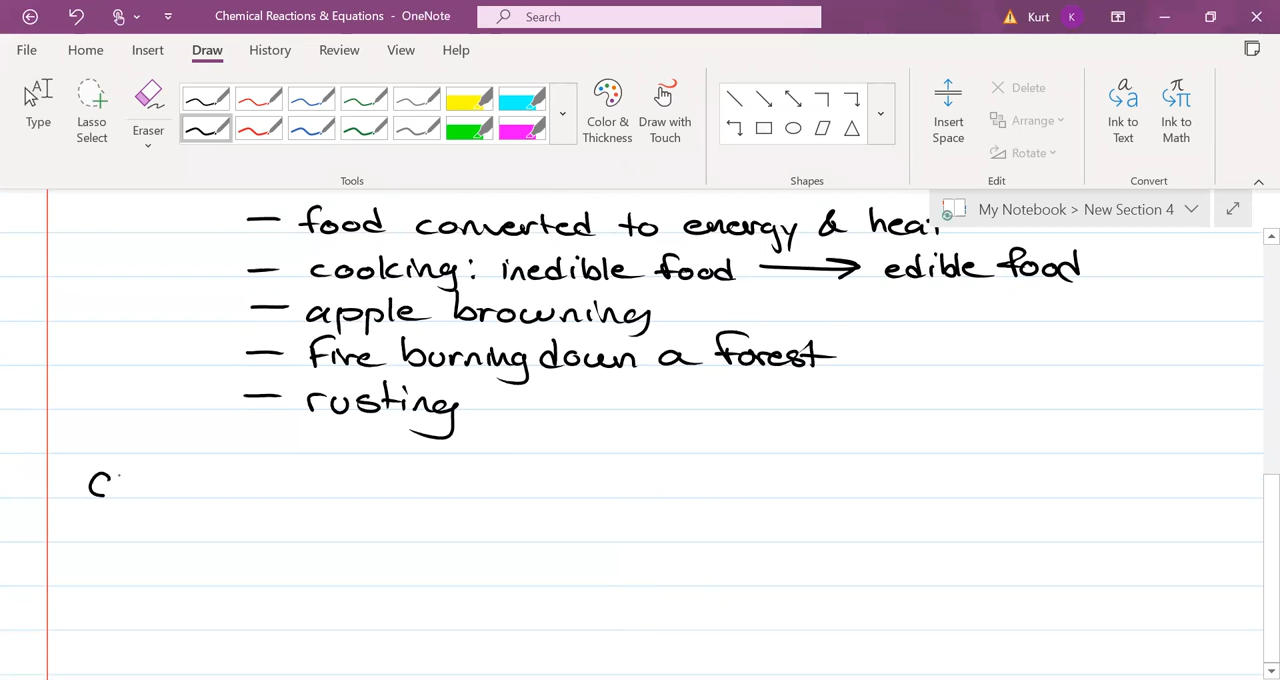 Chemical Reactions & Equations - OneNote
Search
Kurt
K
File Home Insert Draw History Review View Help
Type
Lasso Select
Eraser
Color & Thickness
Draw with Touch
Insert Space
Delete
Arrange
Rotate
Ink to Text
Ink to Math
Tools
Shapes
Edit
Convert
My Notebook > New Section 4
– food converted to energy & heat
– cooking: inedible food → edible food
– apple browning
– fire burning down a forest
– rusting
C